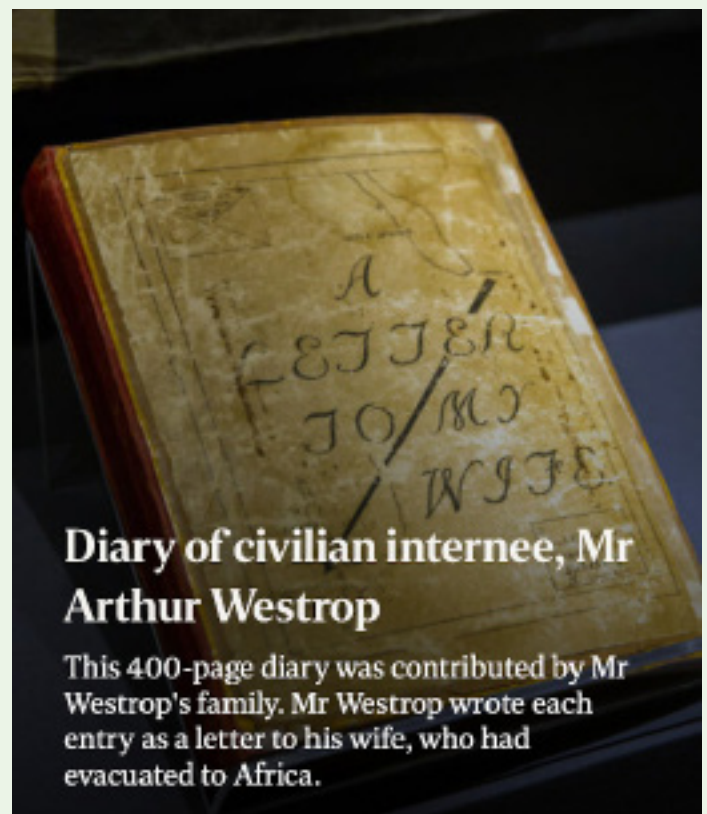 A
LETTER
TO MY
WIFE
Diary of civilian internee, Mr
Arthur Westrop
This 400-page diary was contributed by Mr
Westrop's family. Mr Westrop wrote each
entry as a letter to his wife, who had
evacuated to Africa.